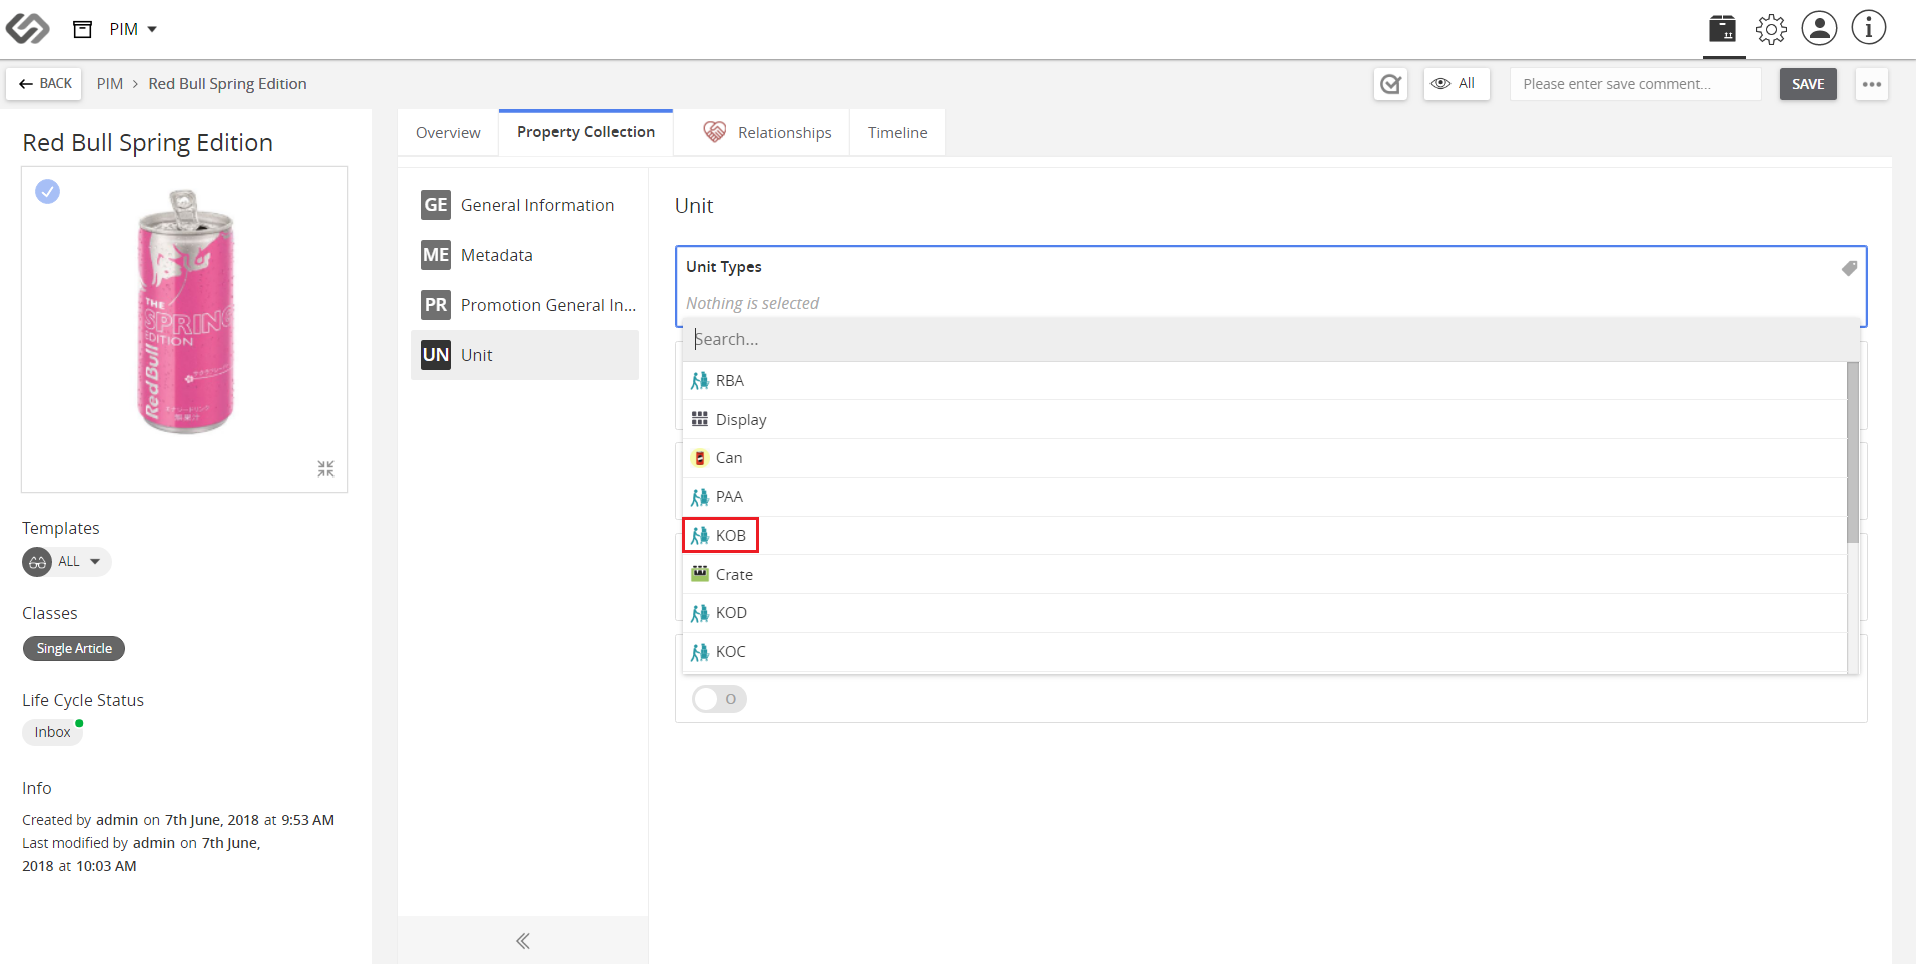 PIM
BACK
PIM > Red Bull Spring Edition
All
Please enter save comment...
SAVE
Red Bull Spring Edition
THE
SPRING
EDITION
Red Bull
Templates
ALL
Classes
Single Article
Life Cycle Status
Inbox
Info
Created by admin on 7th June, 2018 at 9:53 AM
Last modified by admin on 7th June,
2018 at 10:03 AM
Overview
Property Collection
Relationships
Timeline
GE General Information
ME Metadata
PR Promotion General In...
UN Unit
Unit
Unit Types
Nothing is selected
Search...
RBA
Display
Can
PAA
KOB
Crate
KOD
KOC
O